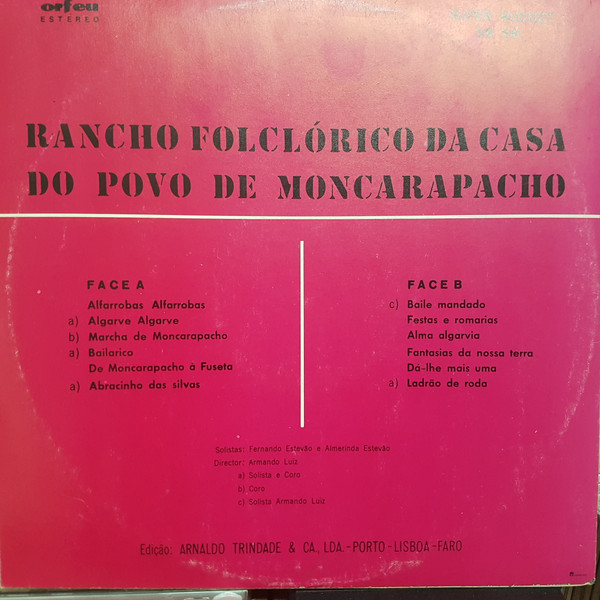 orfeu
ESTEREO
RANCHO FOLCLÓRICO DA CASA
DO POVO DE MONCARAPACHO
FACE A
Alfarrobas Alfarrobas
a) Algarve Algarve
b) Marcha de Moncarapacho
a) Bailarico
De Moncarapacho à Fuseta
a) Abracinho das silvas
FACE B
c) Baile mandado
Festas e romarias
Alma algarvia
Fantasias da nossa terra
Dá-lhe mais uma
a) Ladrão de roda
Solistas: Fernando Estevão e Almerinda Estevão
Director: Armando Luiz
a) Solista e Coro
b) Coro
c) Solista Armando Luiz
Edição: ARNALDO TRINDADE & CA., LDA.-PORTO-LISBOA-FARO